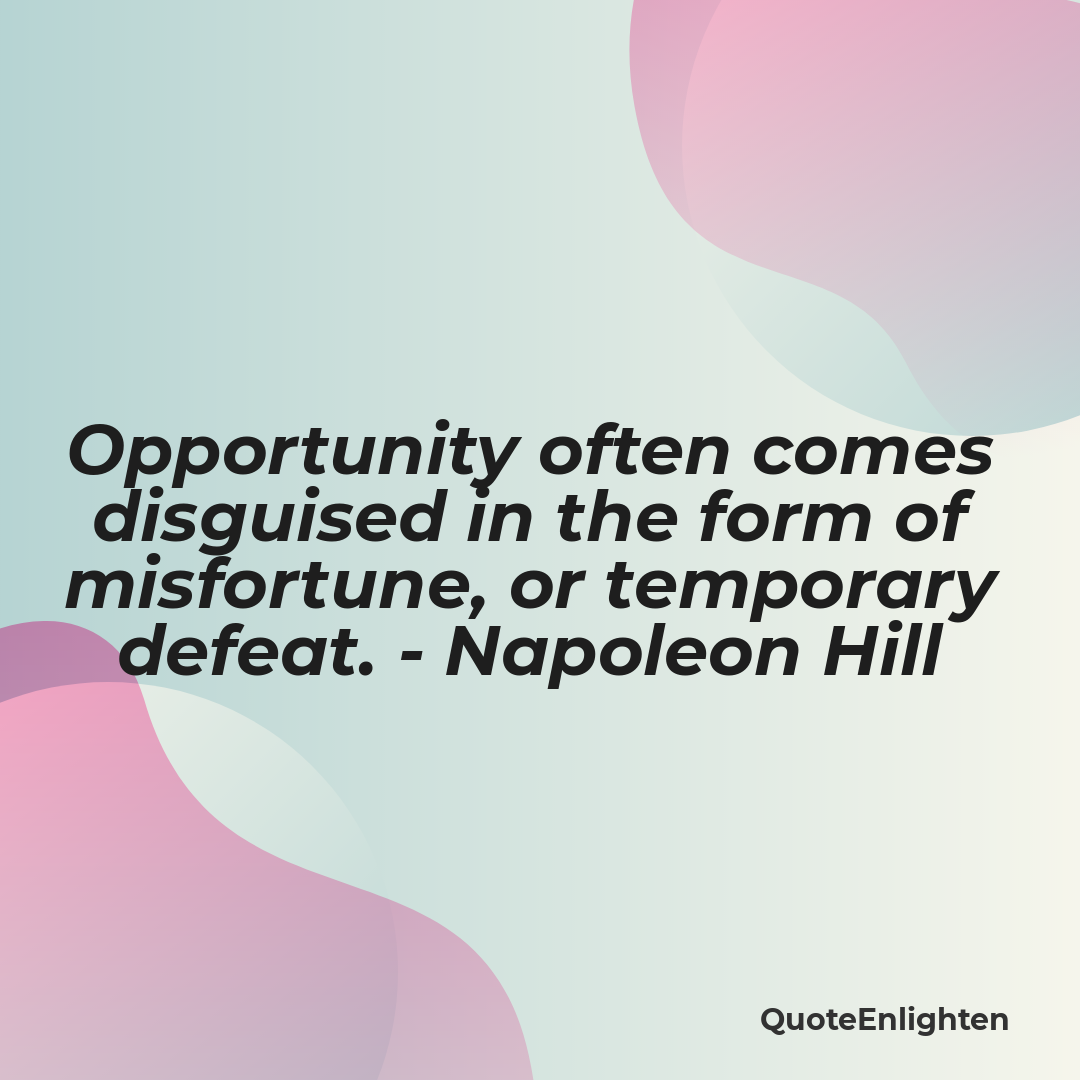 Opportunity often comes
disguised in the form of
misfortune, or temporary
defeat. - Napoleon Hill
QuoteEnlighten